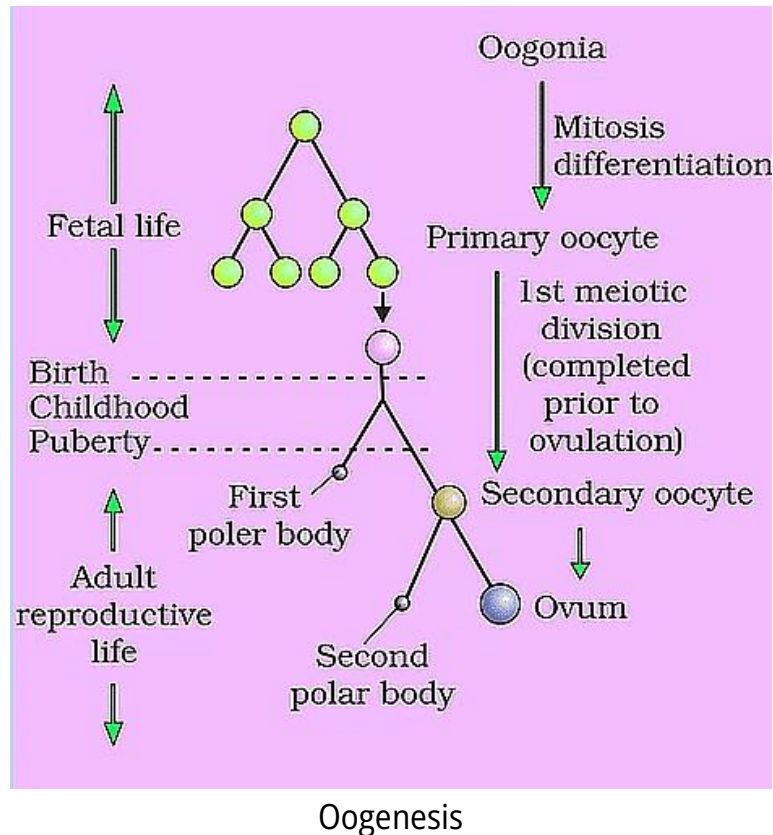 Oogonia
Mitosis
differentiation
Fetal life
Primary oocyte
1st meiotic
division
(completed
prior to
ovulation)
Birth
Childhood
Puberty
First
poler body
Secondary oocyte
Adult
reproductive
life
Ovum
Second
polar body
Oogenesis